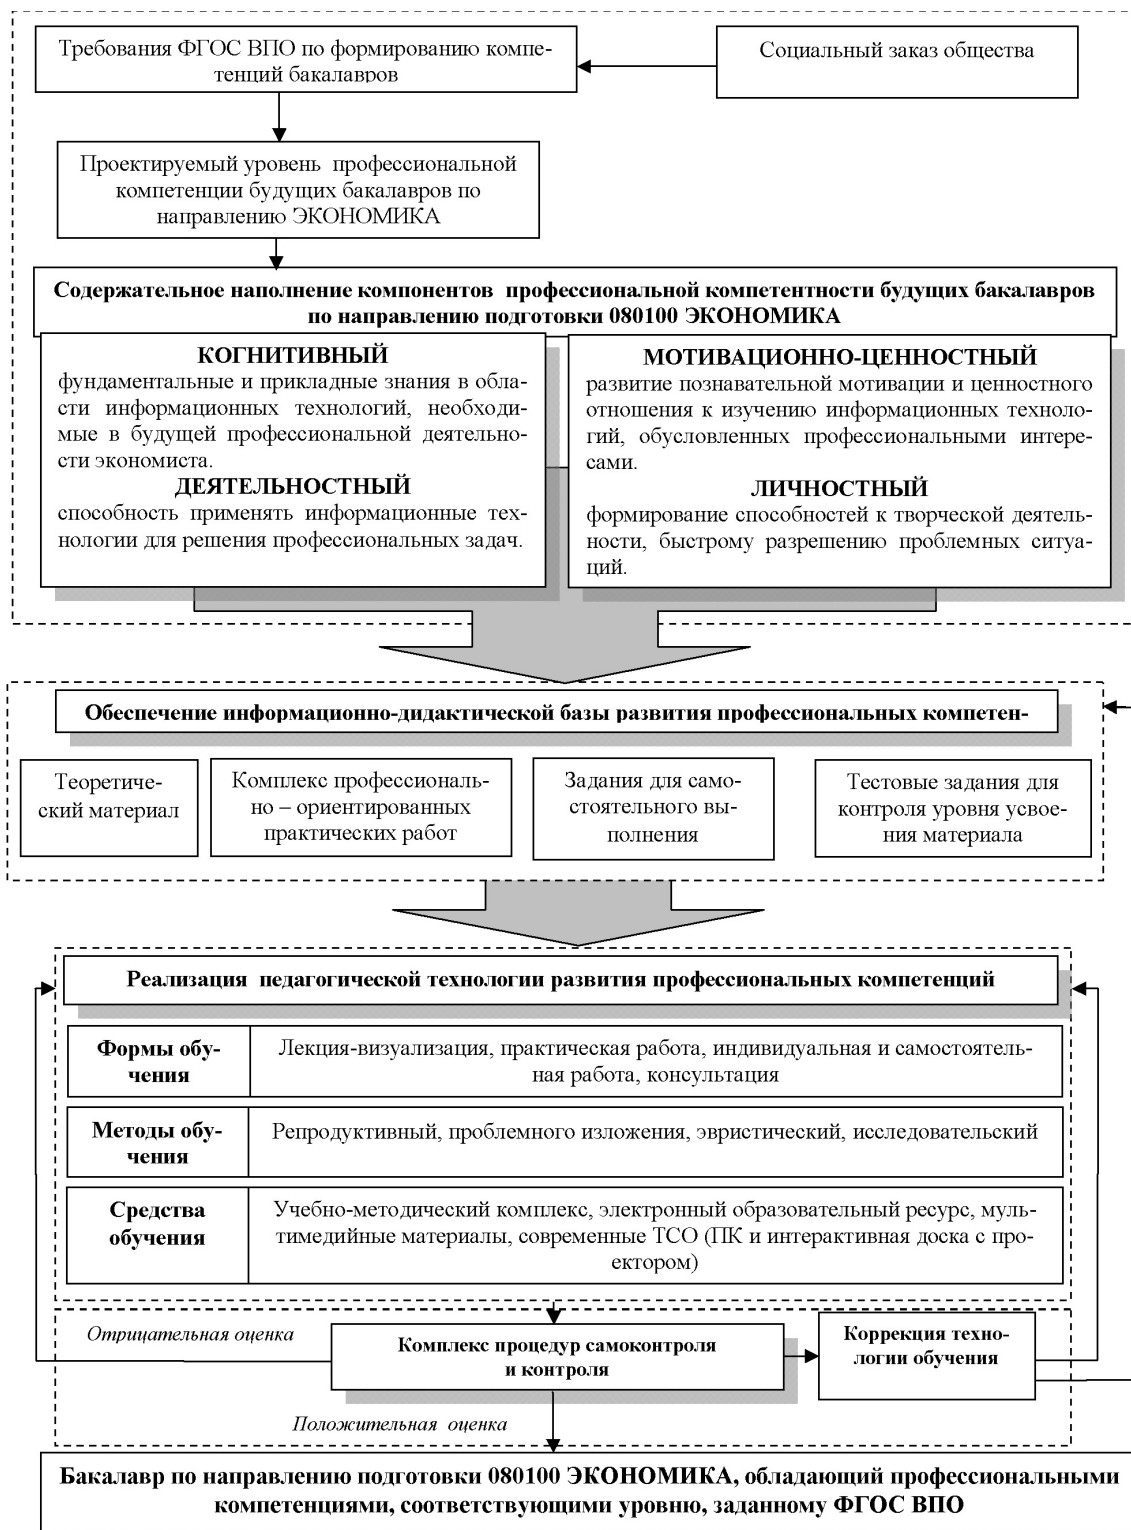 Требования ФГОС ВПО по формированию компе-
тенций бакалавров
Социальный заказ общества
Проектируемый уровень профессиональной
компетенции будущих бакалавров по
направлению ЭКОНОМИКА
Содержательное наполнение компонентов профессиональной компетентности будущих бакалавров
по направлению подготовки 080100 ЭКОНОМИКА
КОГНИТИВНЫЙ
фундаментальные и прикладные знания в обла-
сти информационных технологий, необходи-
мые в будущей профессиональной деятельно-
сти экономиста.
ДЕЯТЕЛЬНОСТНЫЙ
способность применять информационные тех-
нологии для решения профессиональных задач.
МОТИВАЦИОННО-ЦЕННОСТНЫЙ
развитие познавательной мотивации и ценностного
отношения к изучению информационных техноло-
гий, обусловленных профессиональными интере-
сами.
ЛИЧНОСТНЫЙ
формирование способностей к творческой деятель-
ности, быстрому разрешению проблемных ситуа-
ций.
Обеспечение информационно-дидактической базы развития профессиональных компетен-
Теоретиче-
ский материал
Комплекс профессиональ-
но – ориентированных
практических работ
Задания для само-
стоятельного вы-
полнения
Тестовые задания для
контроля уровня усвое-
ния материала
Реализация педагогической технологии развития профессиональных компетенций
Формы обу-
чения
Лекция-визуализация, практическая работа, индивидуальная и самостоятель-
ная работа, консультация
Методы обу-
чения
Репродуктивный, проблемного изложения, эвристический, исследовательский
Средства
обучения
Учебно-методический комплекс, электронный образовательный ресурс, муль-
тимедийные материалы, современные ТСО (ПК и интерактивная доска с про-
ектором)
Отрицательная оценка
Комплекс процедур самоконтроля
и контроля
Коррекция техно-
логии обучения
Положительная оценка
Бакалавр по направлению подготовки 080100 ЭКОНОМИКА, обладающий профессиональными
компетенциями, соответствующими уровню, заданному ФГОС ВПО